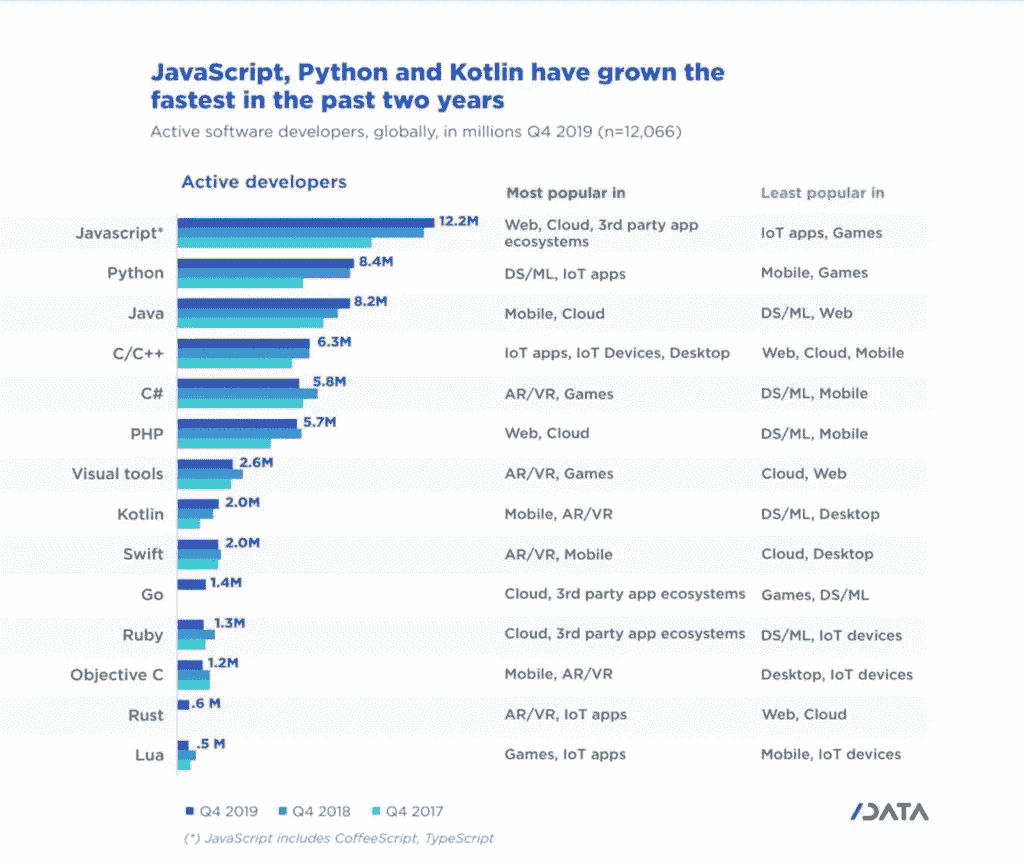 JavaScript, Python and Kotlin have grown the
fastest in the past two years
Active software developers, globally, in millions Q4 2019 (n=12,066)
Active developers
Most popular in
Least popular in
Javascript*
12.2M
Web, Cloud, 3rd party app
ecosystems
IoT apps, Games
Python
8.4M
DS/ML, IoT apps
Mobile, Games
Java
8.2M
Mobile, Cloud
DS/ML, Web
C/C++
6.3M
IoT apps, IoT Devices, Desktop
Web, Cloud, Mobile
C#
5.8M
AR/VR, Games
DS/ML, Mobile
PHP
5.7M
Web, Cloud
DS/ML, Mobile
Visual tools
2.6M
AR/VR, Games
Cloud, Web
Kotlin
2.0M
Mobile, AR/VR
DS/ML, Desktop
Swift
2.0M
AR/VR, Mobile
Cloud, Desktop
Go
1.4M
Cloud, 3rd party app ecosystems
Games, DS/ML
Ruby
1.3M
Cloud, 3rd party app ecosystems
DS/ML, IoT devices
Objective C
1.2M
Mobile, AR/VR
Desktop, IoT devices
Rust
.6 M
AR/VR, IoT apps
Web, Cloud
Lua
.5 M
Games, IoT apps
Mobile, IoT devices
Q4 2019 Q4 2018 Q4 2017
(*) JavaScript includes CoffeeScript, TypeScript
/DATA